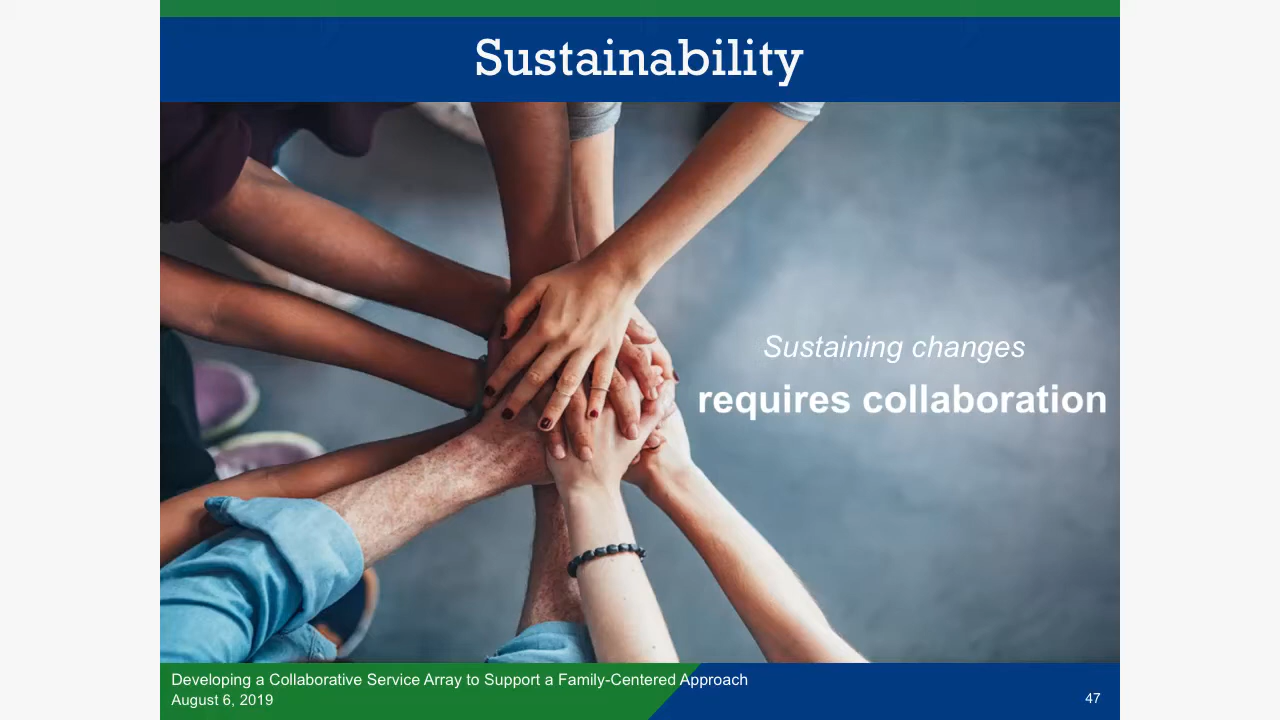 Sustainability
Sustaining changes
requires collaboration
Developing a Collaborative Service Array to Support a Family-Centered Approach
August 6, 2019
47